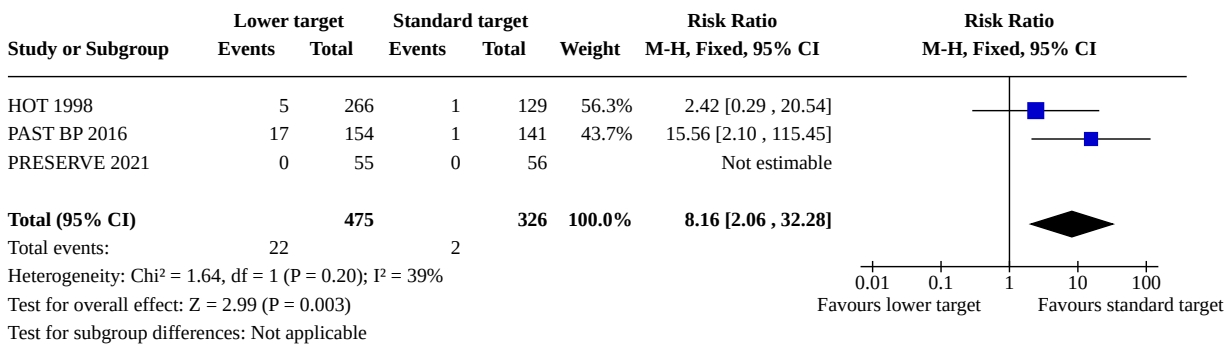 Lower target Standard target Risk Ratio Risk Ratio
Study or Subgroup Events Total Events Total Weight M-H, Fixed, 95% CI M-H, Fixed, 95% CI
HOT 1998 5 266 1 129 56.3% 2.42 [0.29 , 20.54]
PAST BP 2016 17 154 1 141 43.7% 15.56 [2.10 , 115.45]
PRESERVE 2021 0 55 0 56 Not estimable
Total (95% CI) 475 326 100.0% 8.16 [2.06 , 32.28]
Total events: 22 2
Heterogeneity: Chi² = 1.64, df = 1 (P = 0.20); I² = 39%
0.01 0.1 1 10 100
Test for overall effect: Z = 2.99 (P = 0.003)
Favours lower target Favours standard target
Test for subgroup differences: Not applicable